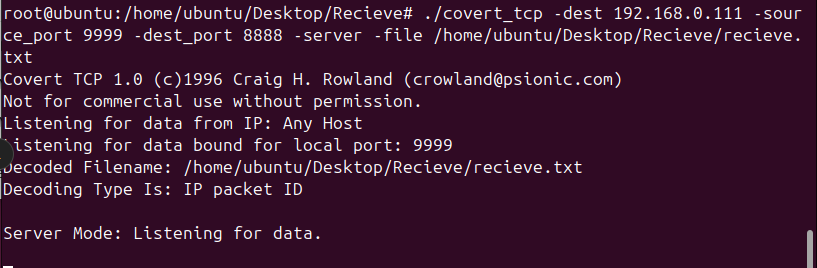 root@ubuntu:/home/ubuntu/Desktop/Recieve# ./covert_tcp -dest 192.168.0.111 -sour
ce_port 9999 -dest_port 8888 -server -file /home/ubuntu/Desktop/Recieve/recieve.
txt
Covert TCP 1.0 (c)1996 Craig H. Rowland (crowland@psionic.com)
Not for commercial use without permission.
Listening for data from IP: Any Host
Listening for data bound for local port: 9999
Decoded Filename: /home/ubuntu/Desktop/Recieve/recieve.txt
Decoding Type Is: IP packet ID
Server Mode: Listening for data.